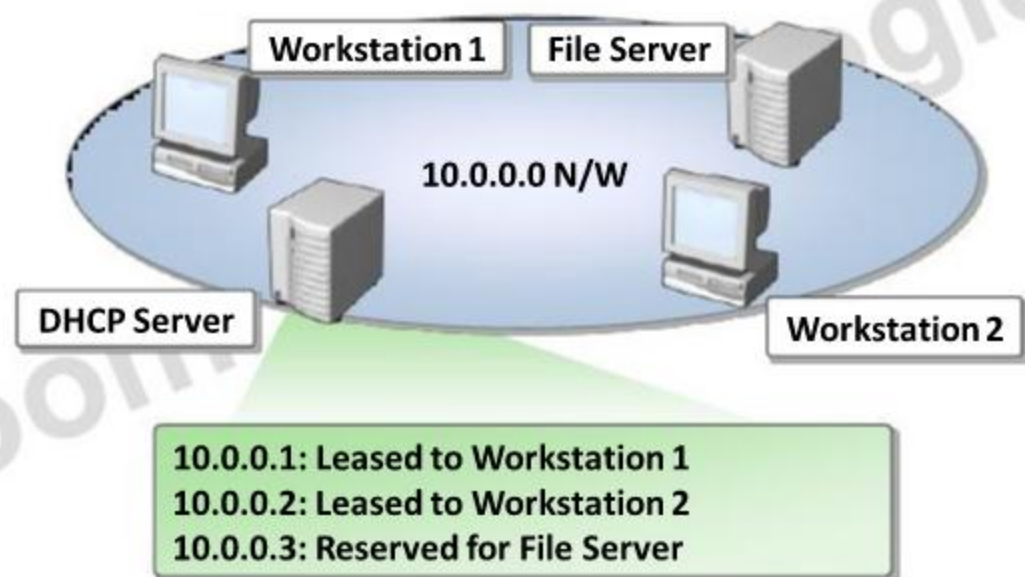 Workstation 1
File Server
10.0.0.0 N/W
DHCP Server
Workstation 2
10.0.0.1: Leased to Workstation 1
10.0.0.2: Leased to Workstation 2
10.0.0.3: Reserved for File Server